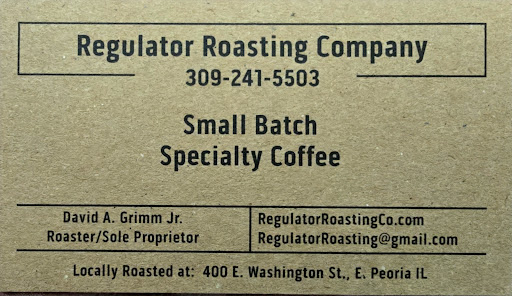 Regulator Roasting Company
309-241-5503
Small Batch
Specialty Coffee
David A. Grimm Jr.
Roaster/Sole Proprietor
RegulatorRoastingCo.com
RegulatorRoasting@gmail.com
Locally Roasted at: 400 E. Washington St., E. Peoria IL